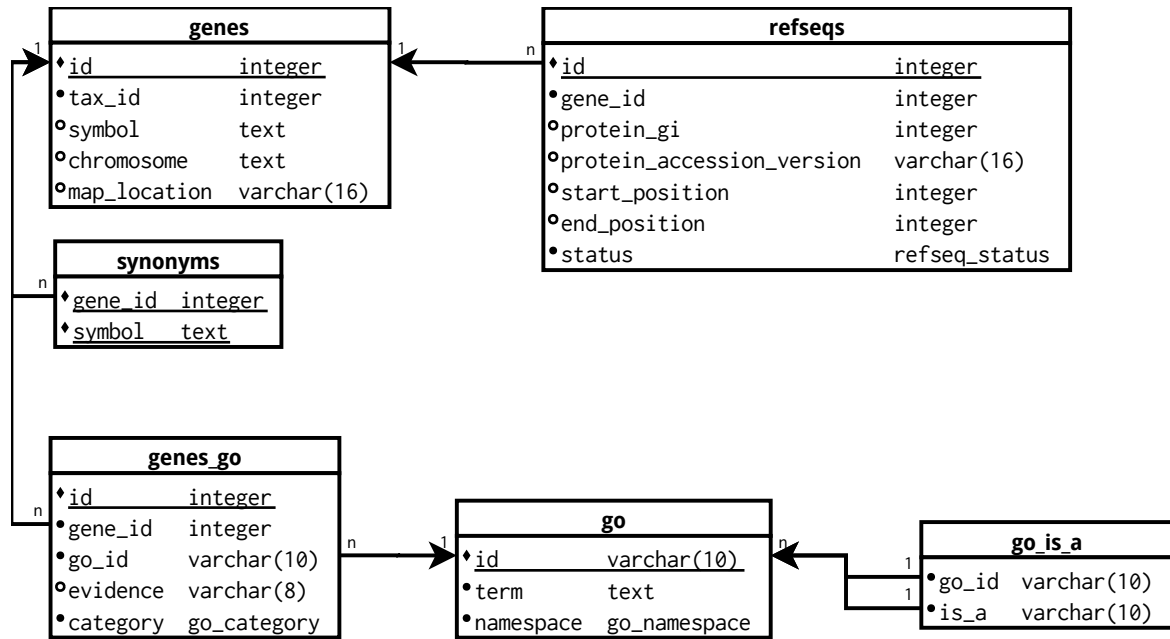 genes
1
id integer
tax_id integer
symbol text
chromosome text
map_location varchar(16)
1
n
refseqs
id integer
gene_id integer
protein_gi integer
protein_accession_version varchar(16)
start_position integer
end_position integer
status refseq_status
synonyms
n
gene_id integer
symbol text
genes_go
id integer
n
gene_id integer
go_id varchar(10)
evidence varchar(8)
category go_category
n
1
go
id varchar(10)
term text
namespace go_namespace
n
1
1
go_is_a
go_id varchar(10)
is_a varchar(10)